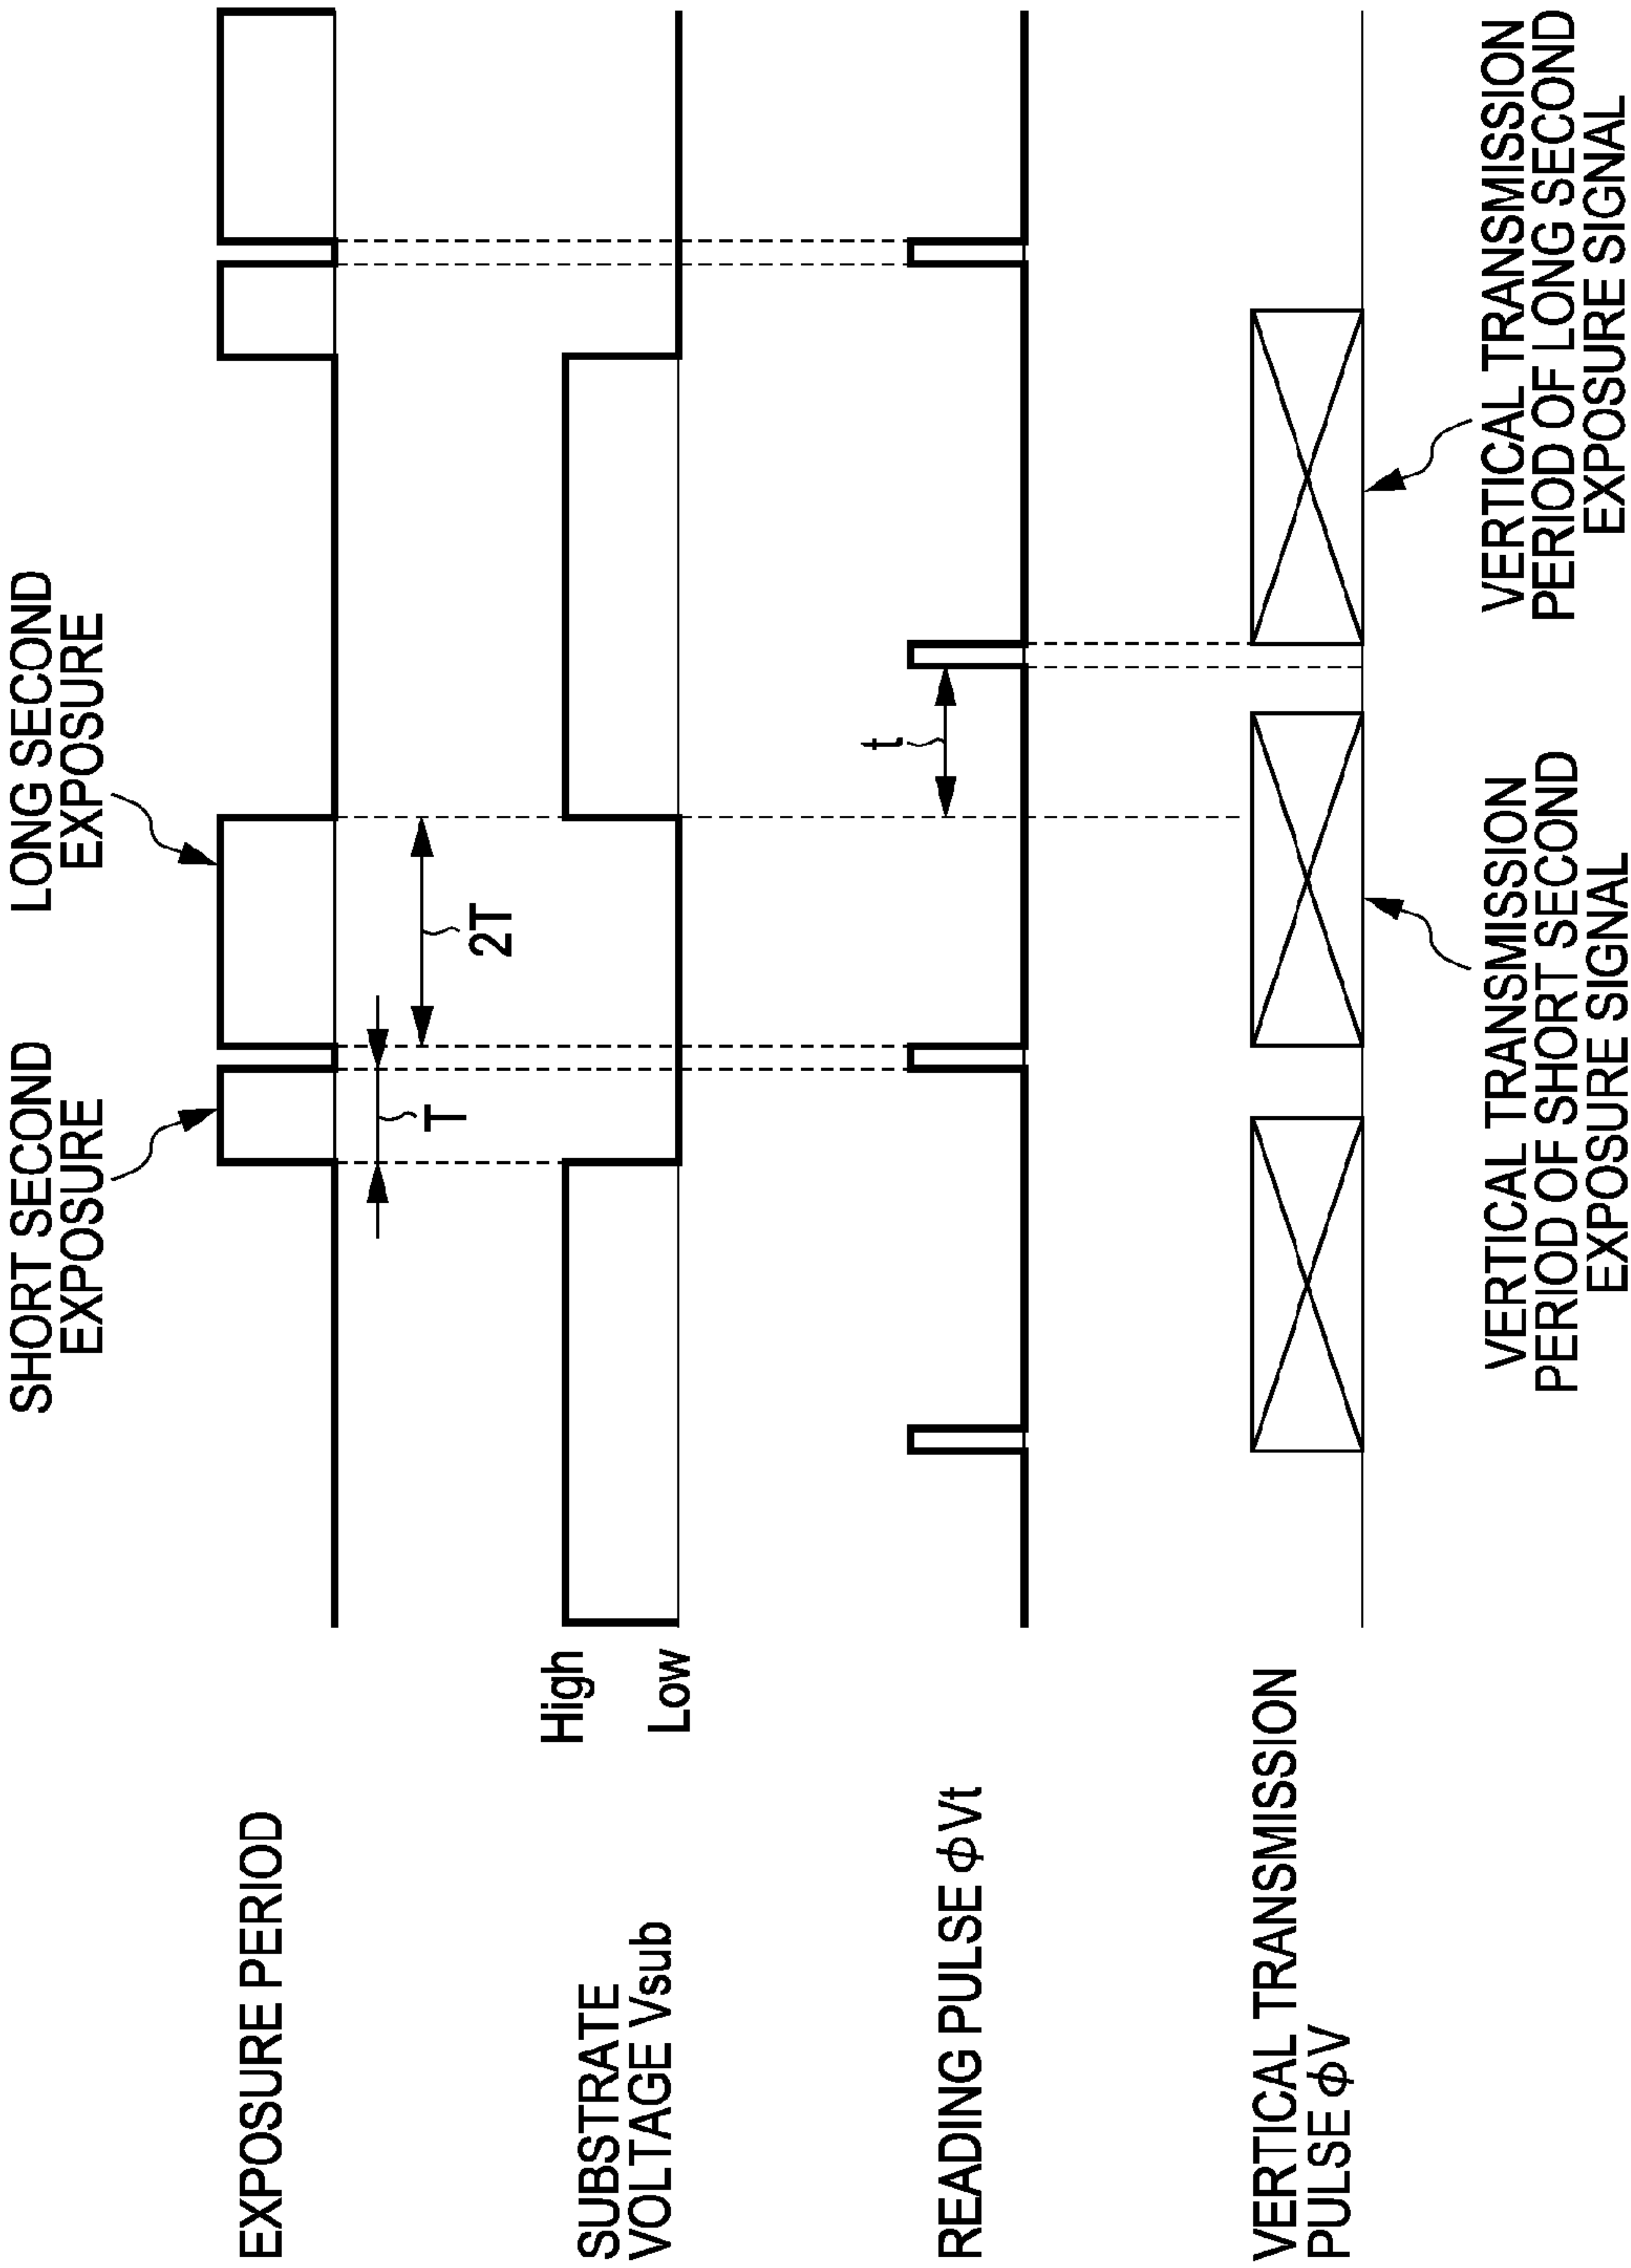 SHORT SECOND
EXPOSURE
LONG SECOND
EXPOSURE
EXPOSURE PERIOD
T
2T
High
Low
SUBSTRATE
VOLTAGE Vsub
t
READING PULSE ϕVt
VERTICAL TRANSMISSION
PULSE ϕV
VERTICAL TRANSMISSION
PERIOD OF SHORT SECOND
EXPOSURE SIGNAL
VERTICAL TRANSMISSION
PERIOD OF LONG SECOND
EXPOSURE SIGNAL